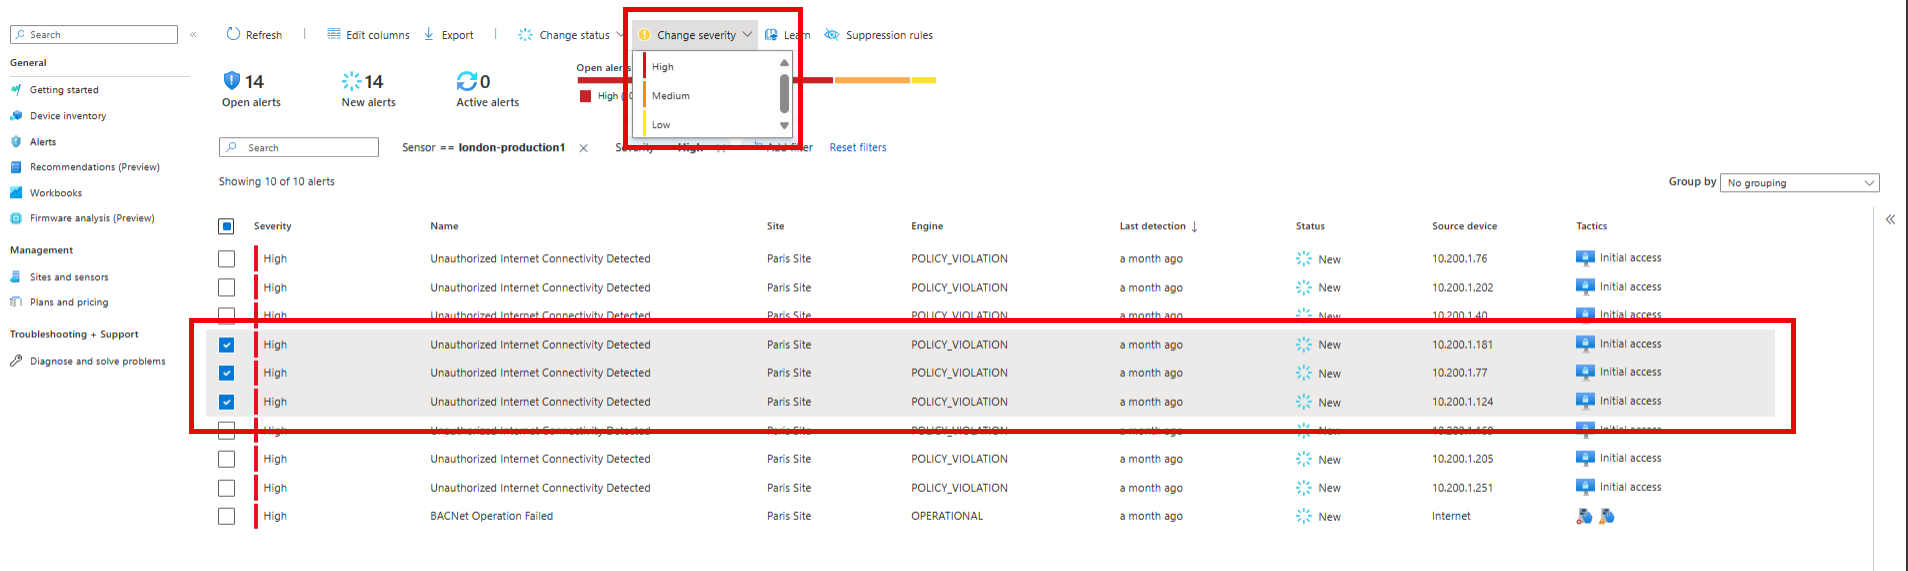 Search
«
Refresh
Edit columns
Export
Change status
Change severity
Learn
Suppression rules
General
Getting started
Device inventory
Alerts
Recommendations (Preview)
Workbooks
Firmware analysis (Preview)
Management
Sites and sensors
Plans and pricing
Troubleshooting + Support
Diagnose and solve problems
14
Open alerts
14
New alerts
0
Active alerts
Open alerts
High
High
Medium
Low
Search
Sensor == london-production1
Add filter
Reset filters
Showing 10 of 10 alerts
Group by No grouping
Severity Name Site Engine Last detection ↓ Status Source device Tactics
«
High Unauthorized Internet Connectivity Detected Paris Site POLICY_VIOLATION a month ago New 10.200.1.76 Initial access
High Unauthorized Internet Connectivity Detected Paris Site POLICY_VIOLATION a month ago New 10.200.1.202 Initial access
High Unauthorized Internet Connectivity Detected Paris Site POLICY_VIOLATION a month ago New 10.200.1.40 Initial access
High Unauthorized Internet Connectivity Detected Paris Site POLICY_VIOLATION a month ago New 10.200.1.181 Initial access
High Unauthorized Internet Connectivity Detected Paris Site POLICY_VIOLATION a month ago New 10.200.1.77 Initial access
High Unauthorized Internet Connectivity Detected Paris Site POLICY_VIOLATION a month ago New 10.200.1.124 Initial access
High Unauthorized Internet Connectivity Detected Paris Site POLICY_VIOLATION a month ago New Initial access
High Unauthorized Internet Connectivity Detected Paris Site POLICY_VIOLATION a month ago New 10.200.1.205 Initial access
High Unauthorized Internet Connectivity Detected Paris Site POLICY_VIOLATION a month ago New 10.200.1.251 Initial access
High BACNet Operation Failed Paris Site OPERATIONAL a month ago New Internet